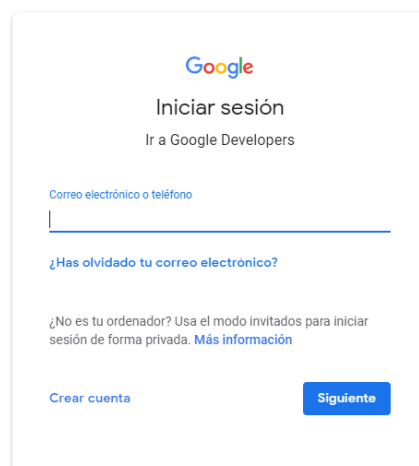 Google
Iniciar sesión
Ir a Google Developers
Correo electrónico o teléfono
¿Has olvidado tu correo electrónico?
¿No es tu ordenador? Usa el modo invitados para iniciar
sesión de forma privada. Más información
Crear cuenta
Siguiente